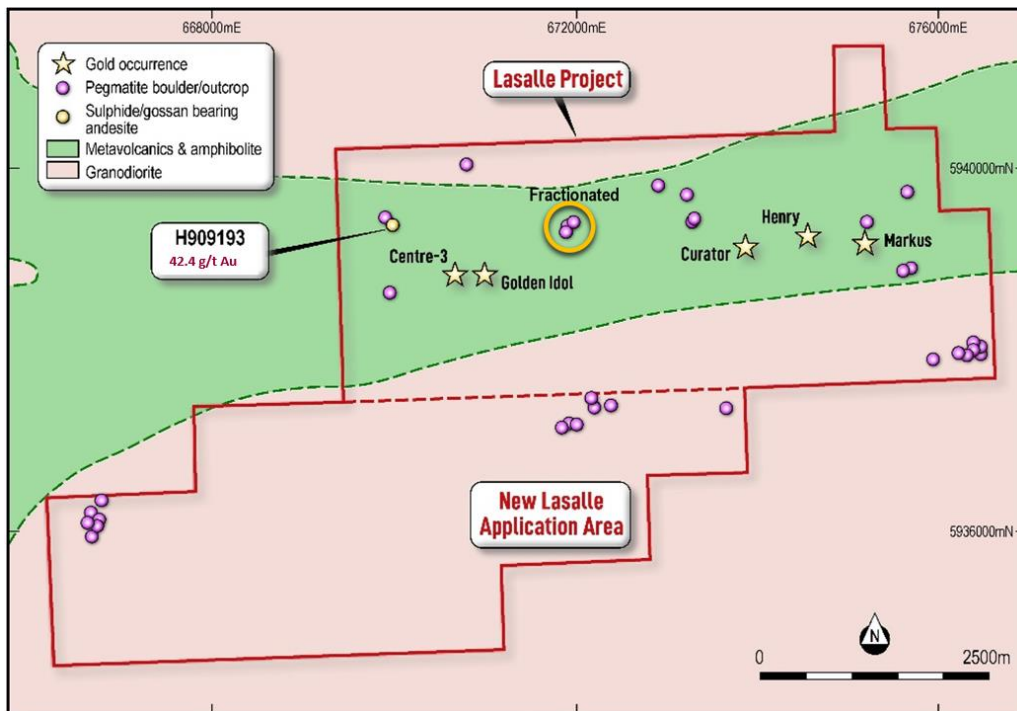 668000mE
672000mE
676000mE
Gold occurrence
Pegmatite boulder/outcrop
Sulphide/gossan bearing
andesite
Metavolcanics & amphibolite
Granodiorite
Lasalle Project
5940000mN
Fractionated
H909193
42.4 g/t Au
Centre-3
Golden Idol
Curator
Henry
Markus
New Lasalle
Application Area
5936000mN
N
0
2500m